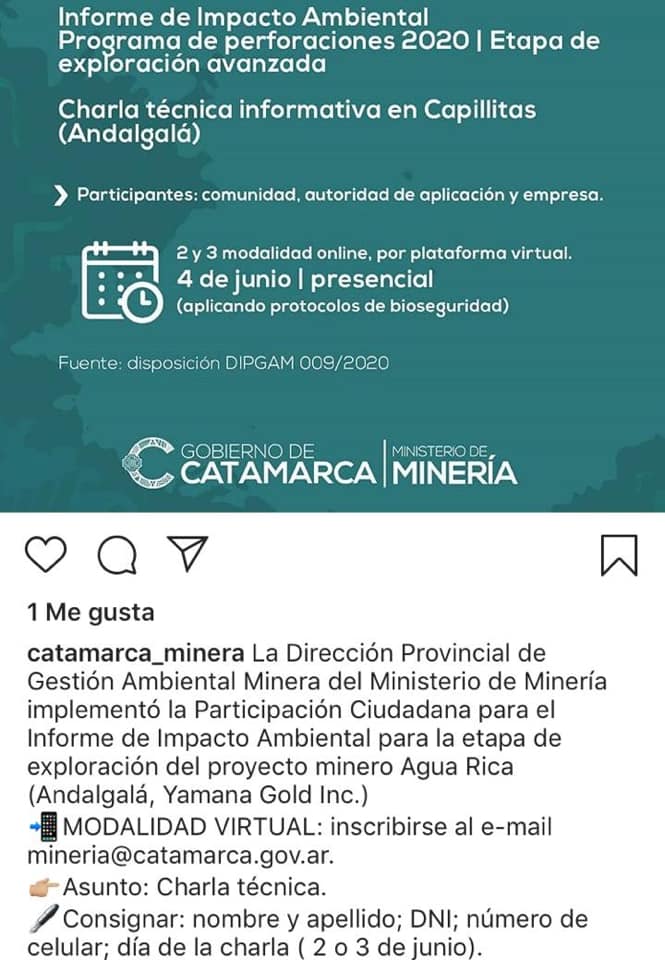 Informe de Impacto Ambiental
Programa de perforaciones 2020 | Etapa de
exploración avanzada
Charla técnica informativa en Capillitas
(Andalgalá)
❯ Participantes: comunidad, autoridad de aplicación y empresa.
2 y 3 modalidad online, por plataforma virtual.
4 de junio | presencial
(aplicando protocolos de bioseguridad)
Fuente: disposición DIPGAM 009/2020
GOBIERNO DE
CATAMARCA
MINISTERIO DE
MINERÍA
1 Me gusta
catamarca_minera La Dirección Provincial de
Gestión Ambiental Minera del Ministerio de Minería
implementó la Participación Ciudadana para el
Informe de Impacto Ambiental para la etapa de
exploración del proyecto minero Agua Rica
(Andalgalá, Yamana Gold Inc.)
📲MODALIDAD VIRTUAL: inscribirse al e-mail
mineria@catamarca.gov.ar.
👉🏼Asunto: Charla técnica.
🖊Consignar: nombre y apellido; DNI; número de
celular; día de la charla ( 2 o 3 de junio).